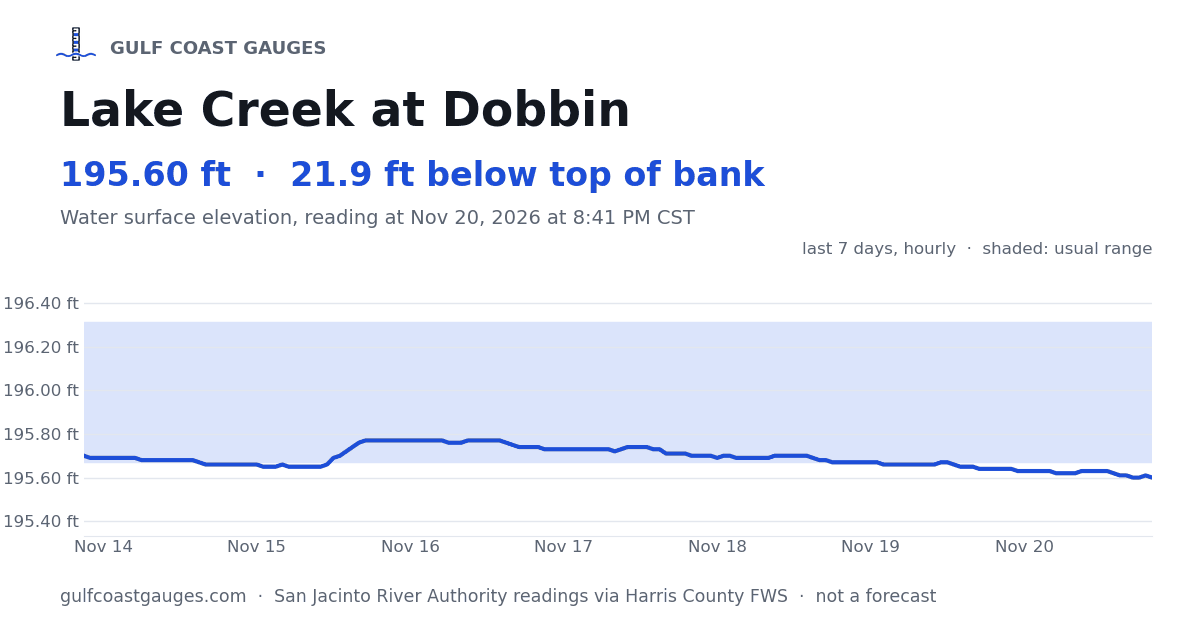 GULF COAST GAUGES
Lake Creek at Dobbin
195.60 ft · 21.9 ft below top of bank
Water surface elevation, reading at Nov 20, 2026 at 8:41 PM CST
last 7 days, hourly · shaded: usual range
196.40 ft
196.20 ft
196.00 ft
195.80 ft
195.60 ft
195.40 ft
Nov 14 Nov 15 Nov 16 Nov 17 Nov 18 Nov 19 Nov 20
gulfcoastgauges.com · San Jacinto River Authority readings via Harris County FWS · not a forecast